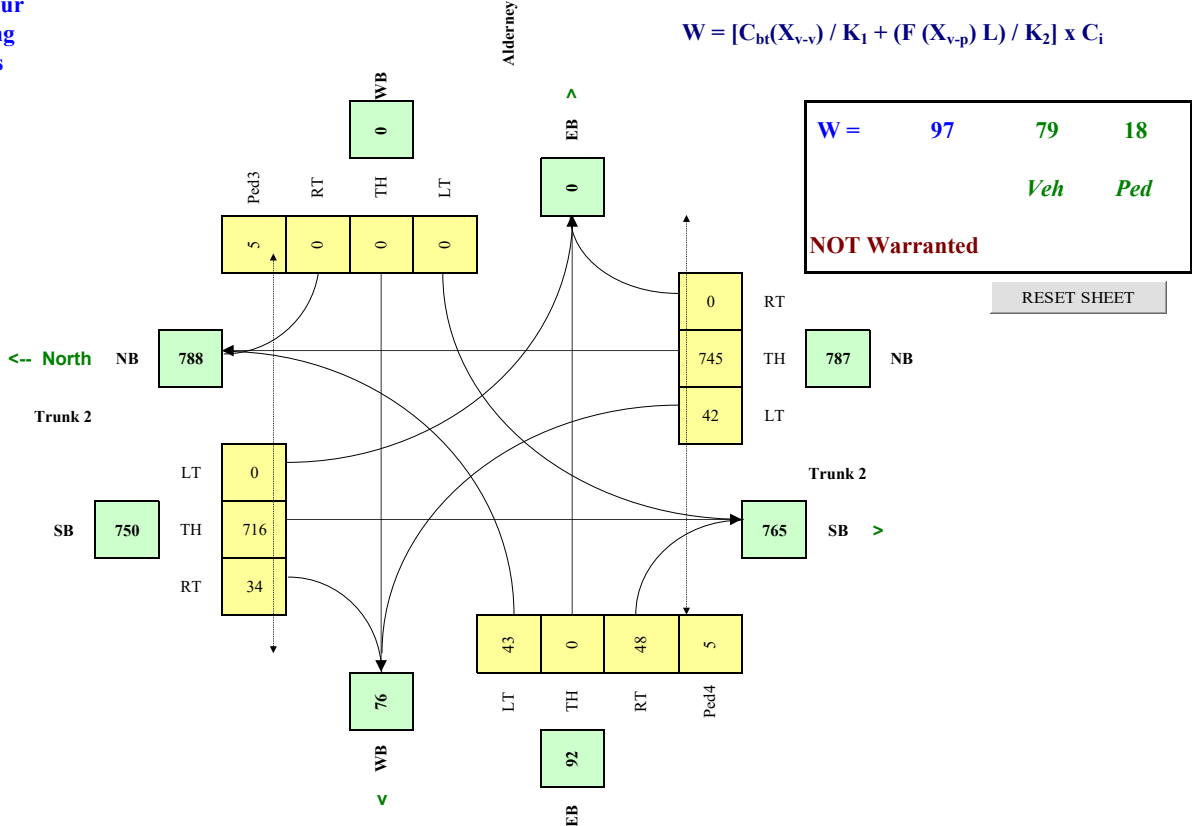 ur
ng
s
Alderney
W = [Cbt(Xv-v) / K1 + (F (Xv-p) L) / K2] x Ci
WB
0
^
EB
0
W = 97 79 18
Veh Ped
NOT Warranted
RESET SHEET
Ped3 RT TH LT
5 0 0 0
0 RT
745 TH 787 NB
42 LT
<-- North NB 788
Trunk 2
Trunk 2
LT 0
SB 750 TH 716
RT 34
765 SB >
43 0 48 5
LT TH RT Ped4
76
WB
v
92
EB